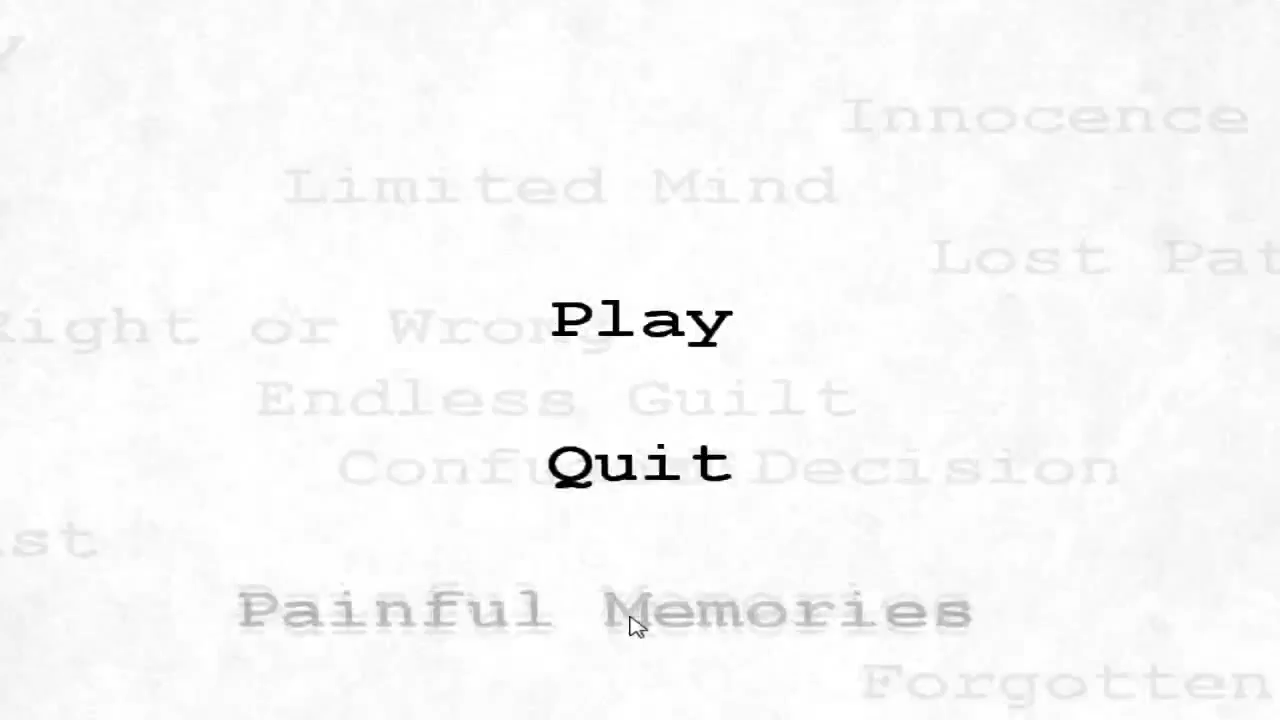 Innocence
Limited Mind
Lost Pat
Right or Wrong
Play
Endless Guilt
Quit
Decision
Painful Memories
Forgotten